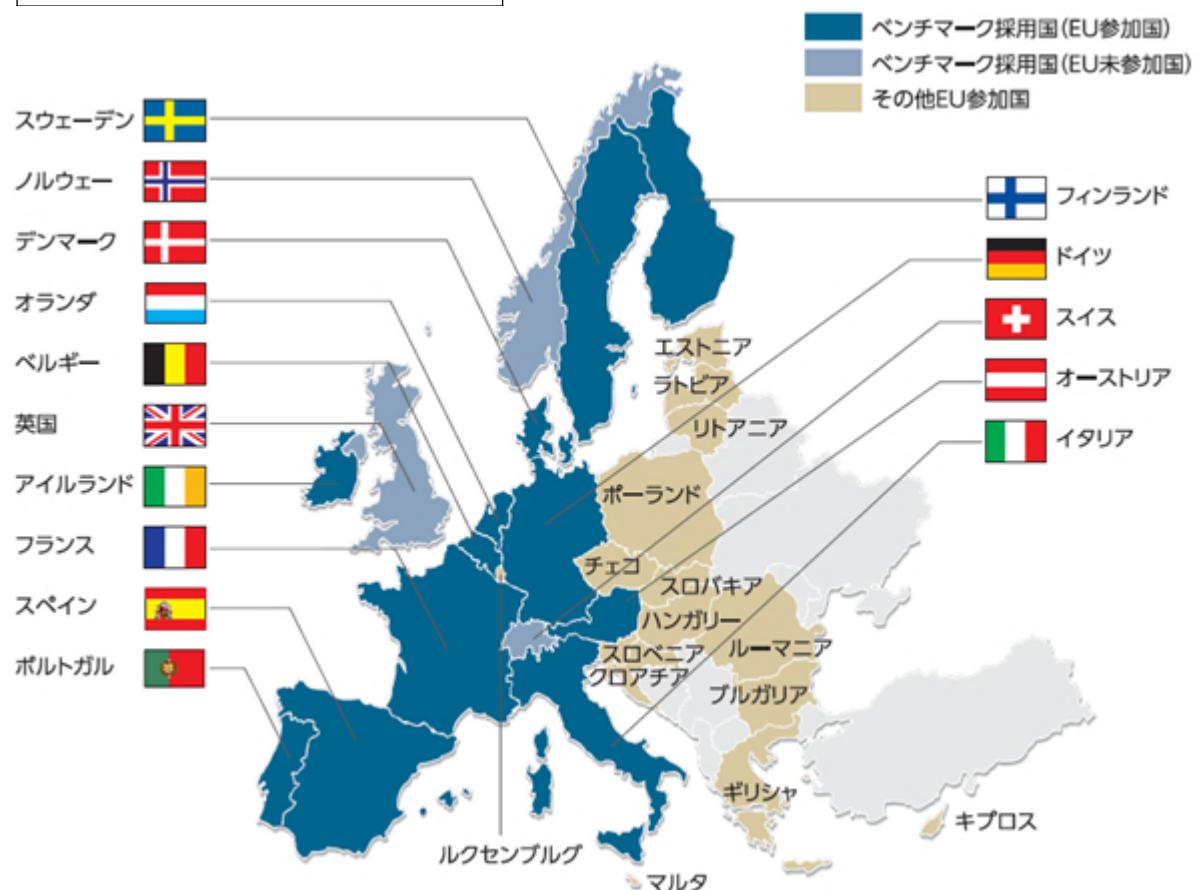 ベンチマーク採用国(EU参加国)
ベンチマーク採用国(EU未参加国)
その他EU参加国
スウェーデン
ノルウェー
デンマーク
オランダ
ベルギー
英国
アイルランド
フランス
スペイン
ポルトガル
フィンランド
ドイツ
スイス
オーストリア
イタリア
エストニア
ラトビア
リトアニア
ポーランド
チェコ
スロバキア
ハンガリー
スロベニア
ルーマニア
クロアチア
ブルガリア
ギリシャ
キプロス
ルクセンブルグ
マルタ